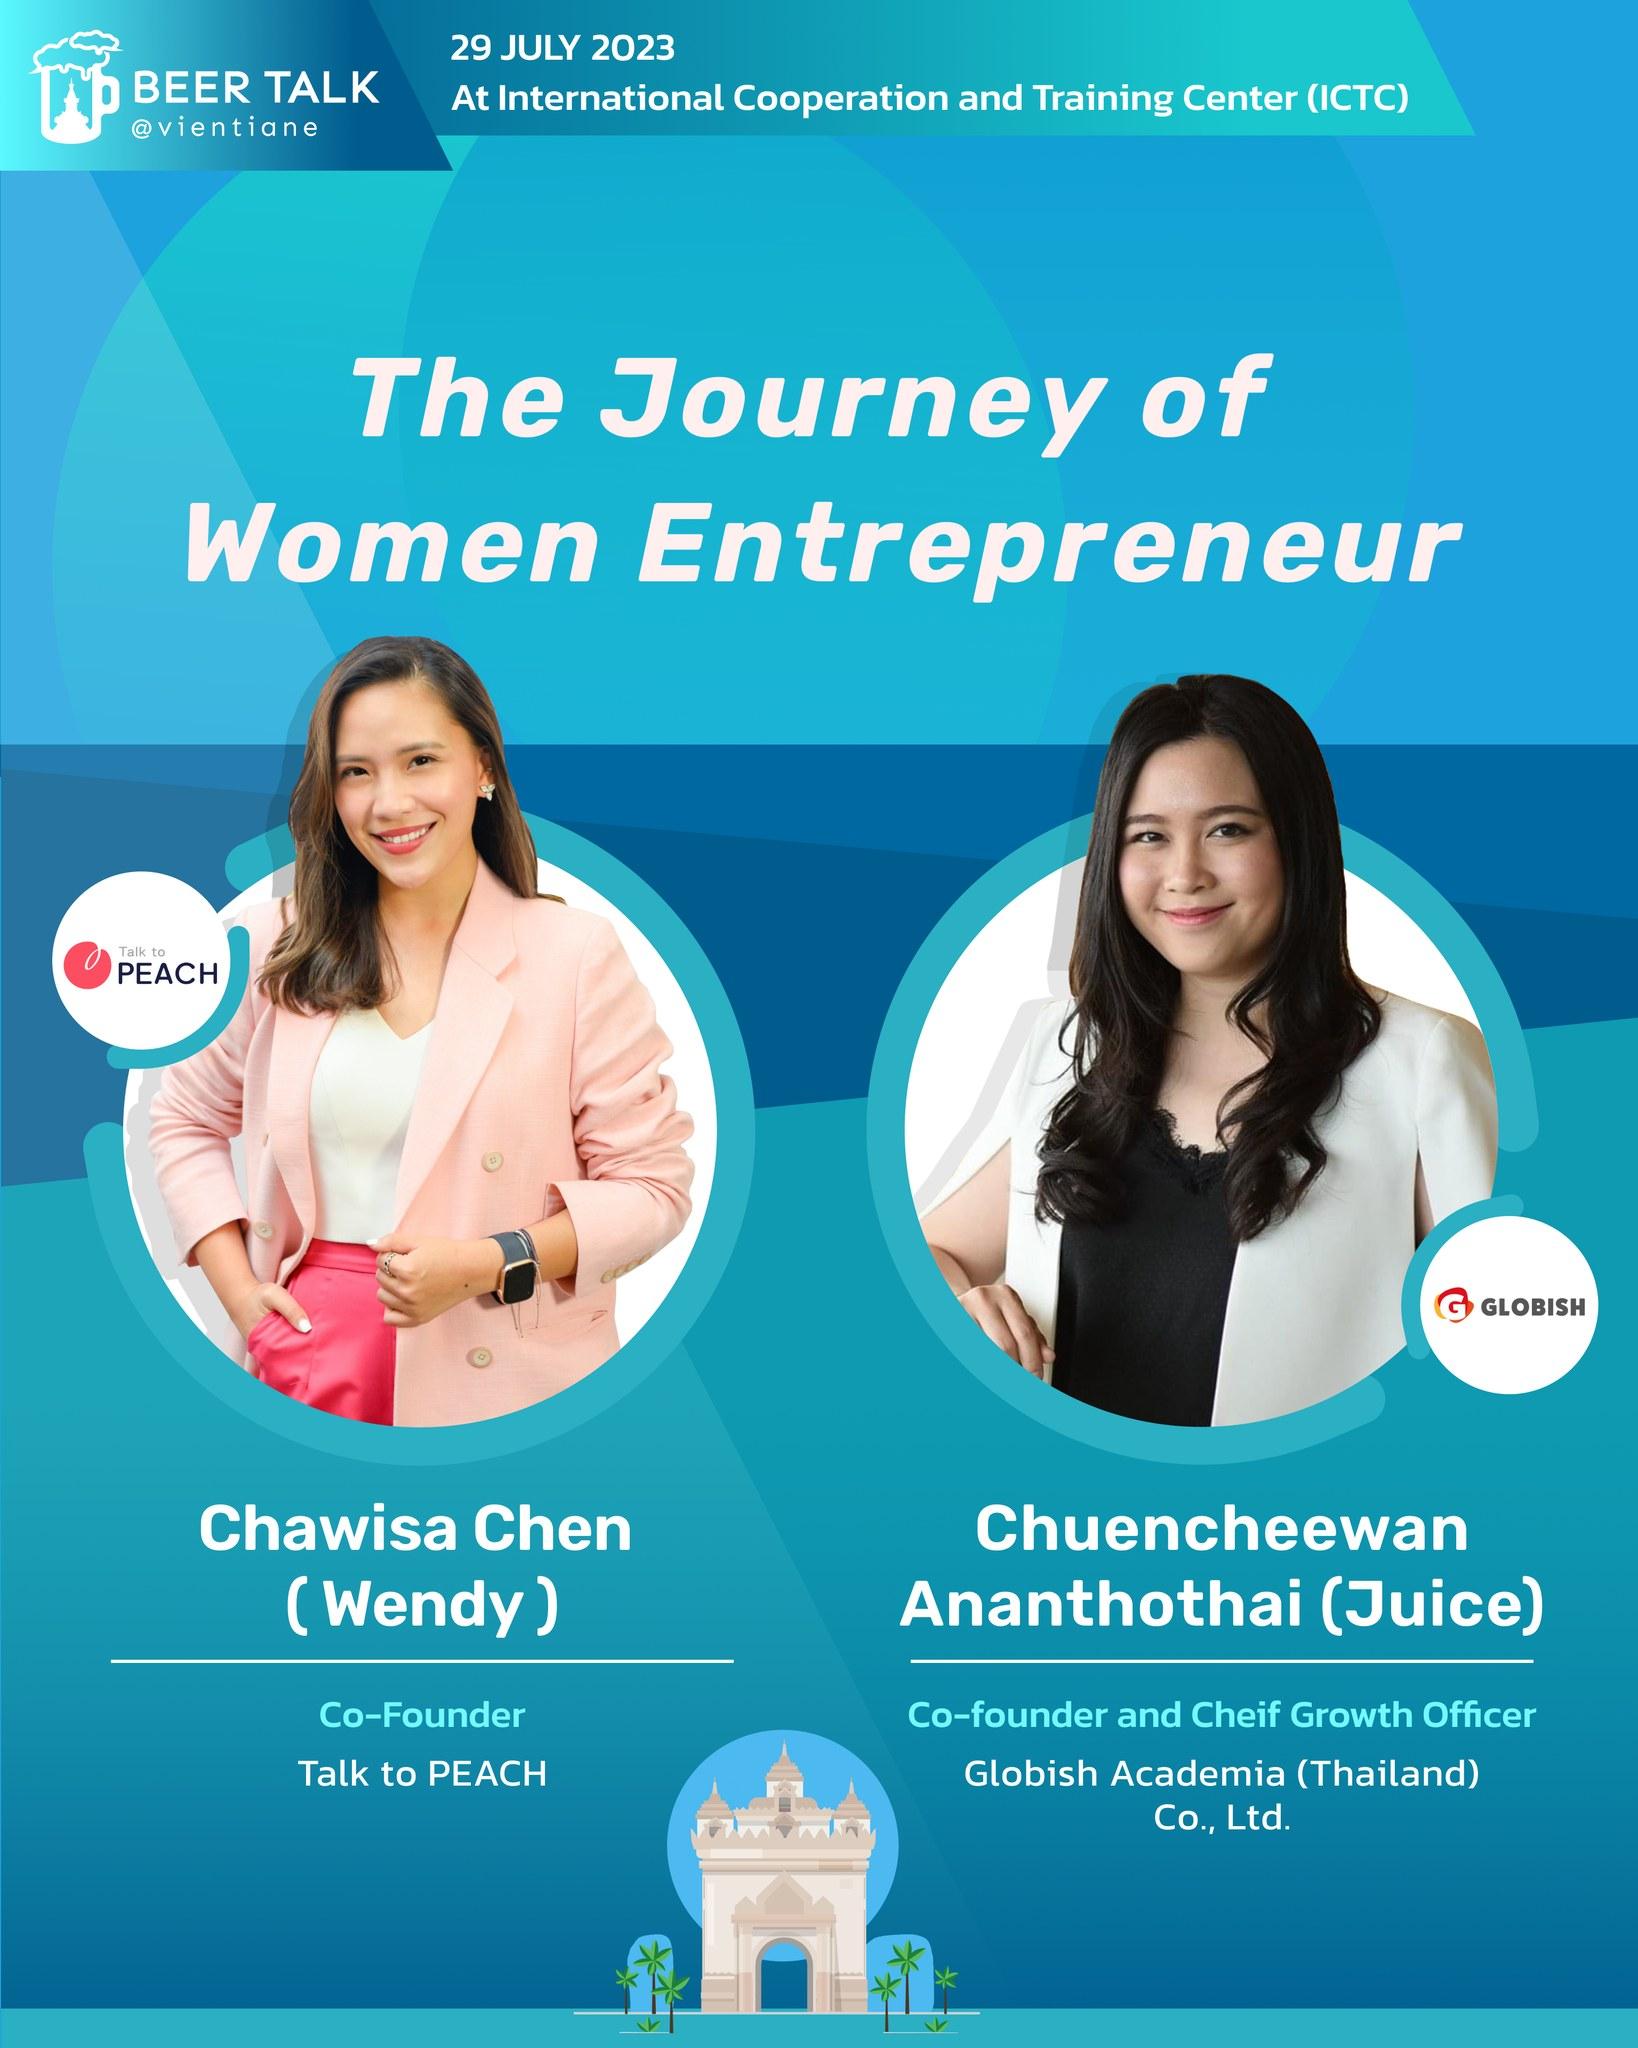 BEER TALK
@vientiane
29 JULY 2023
At International Cooperation and Training Center (ICTC)
The Journey of
Women Entrepreneur
Talk to
PEACH
GLOBISH
Chawisa Chen
( Wendy )
Co-Founder
Talk to PEACH
Chuencheewan
Ananthothai (Juice)
Co-founder and Cheif Growth Officer
Globish Academia (Thailand)
Co., Ltd.